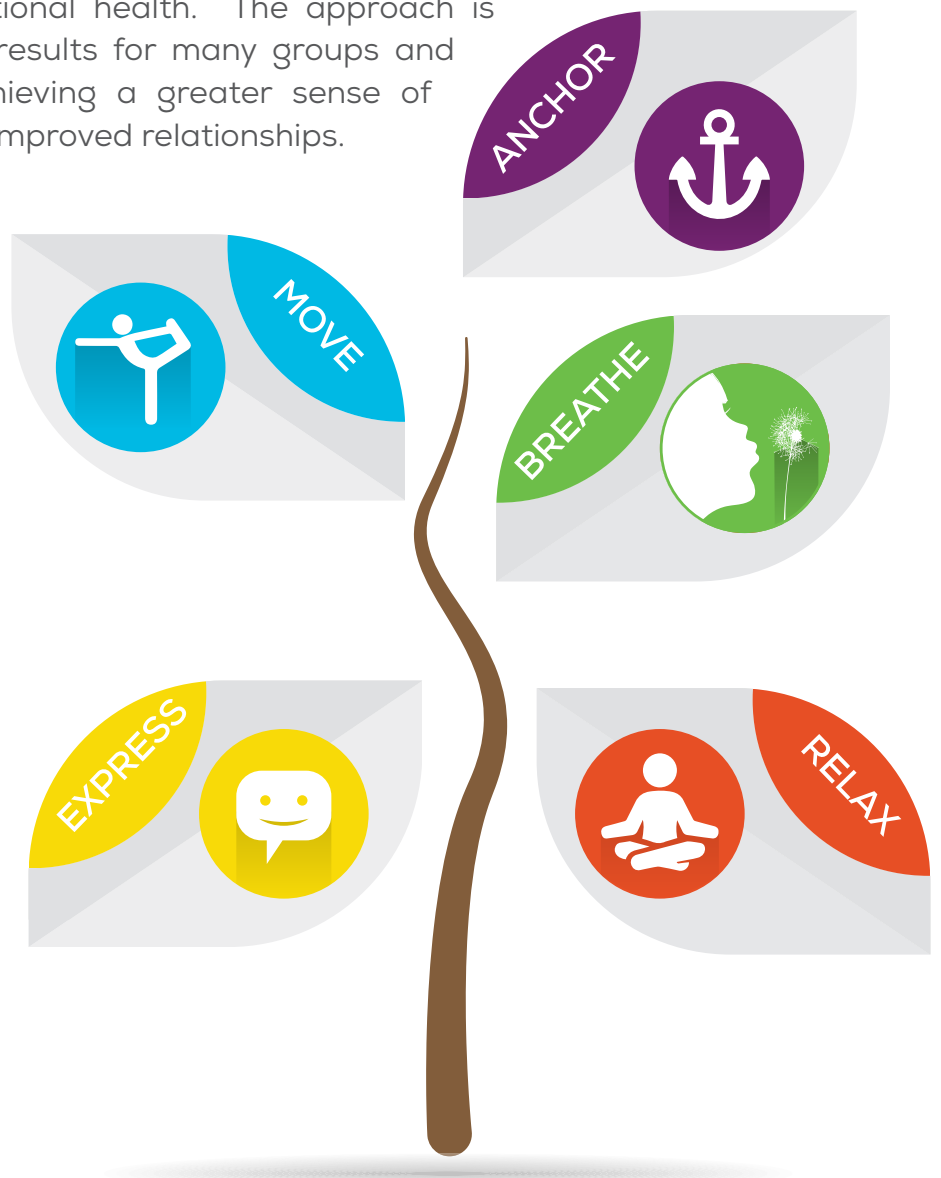 tional health. The approach is
results for many groups and
hieving a greater sense of
mproved relationships.
ANCHOR
MOVE
BREATHE
EXPRESS
RELAX